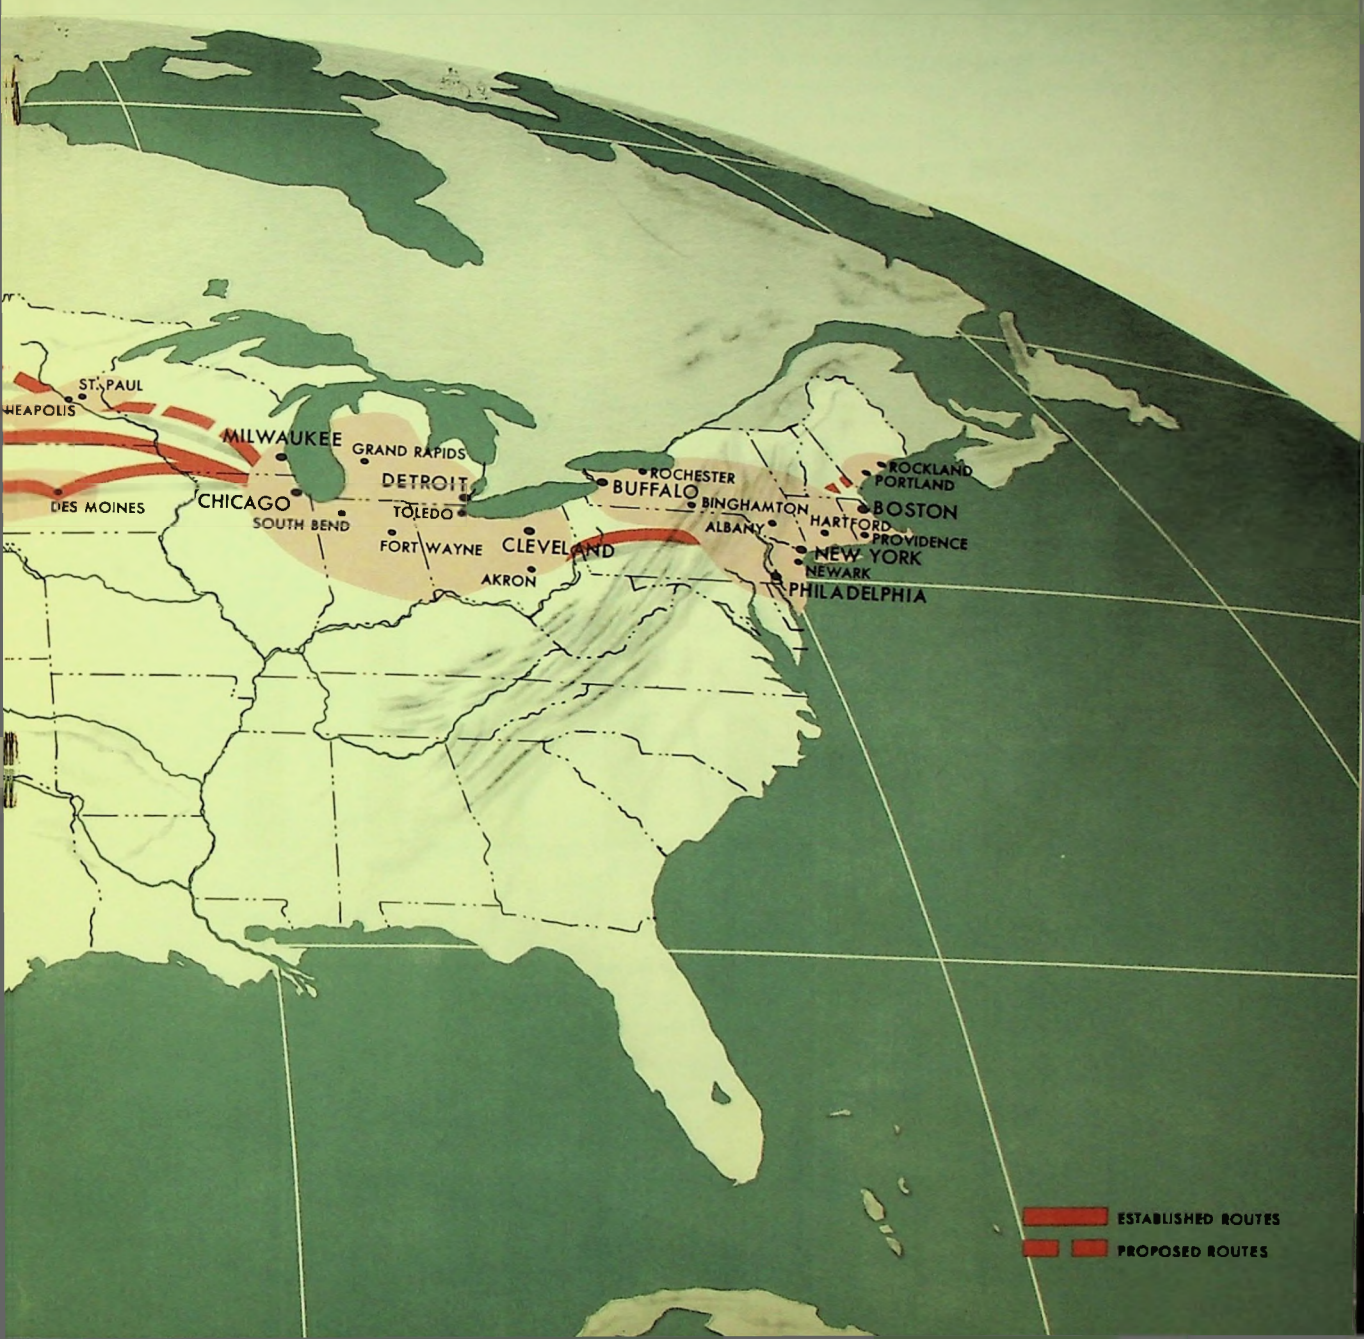 ST. PAUL
NEAPOLIS
MILWAUKEE
GRAND RAPIDS
ROCKLAND
ROCHESTER
PORTLAND
DETROIT
BUFFALO
CHICAGO
BINGHAMTON
DES MOINES
BOSTON
TOLEDO
SOUTH BEND
ALBANY
HARTFORD
PROVIDENCE
FORT WAYNE
CLEVELAND
NEW YORK
NEWARK
AKRON
PHILADELPHIA
ESTABLISHED ROUTES
PROPOSED ROUTES